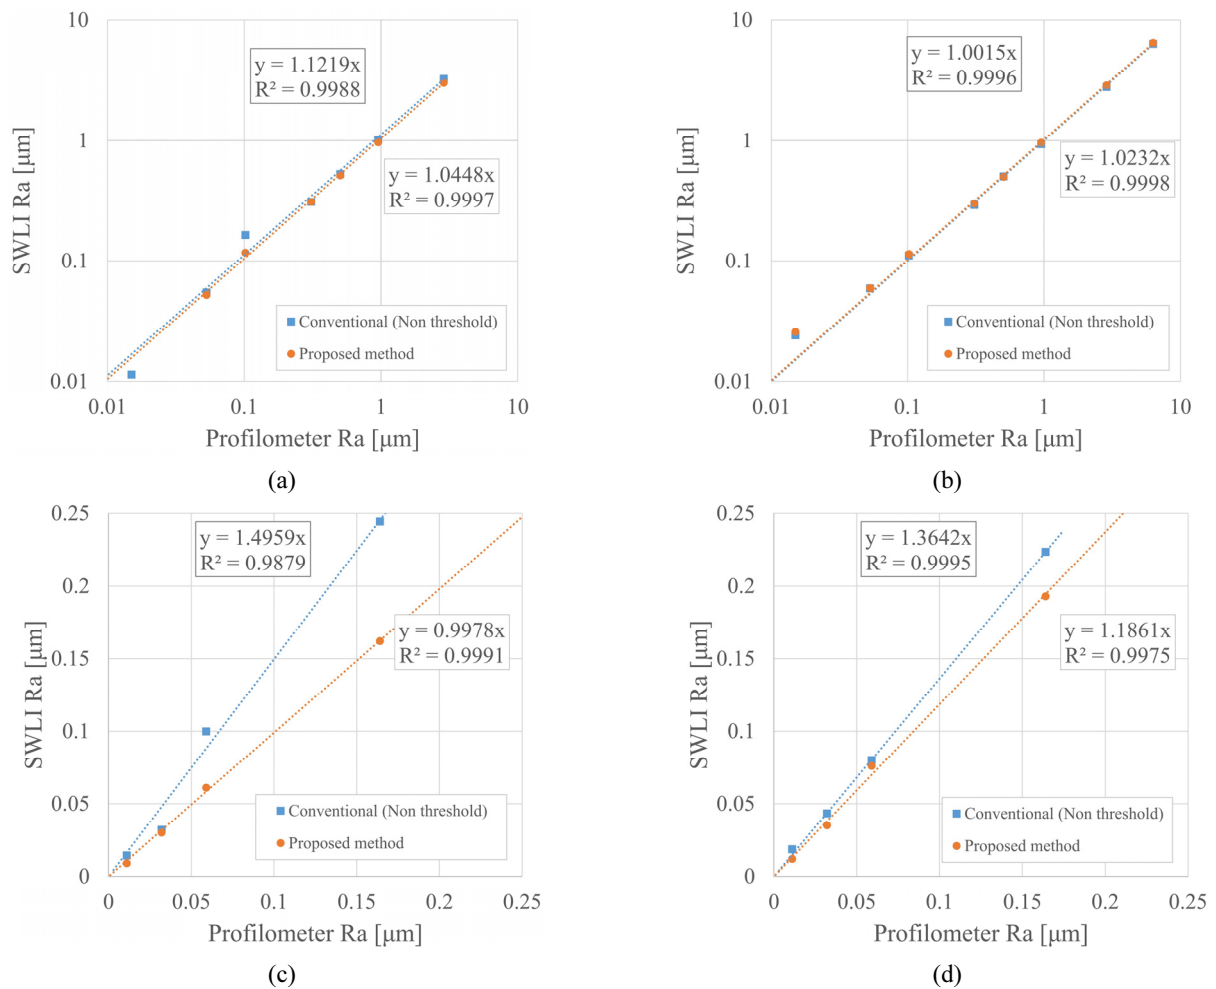 10
1
0.1
0.01
SWLI Ra [μm]
y = 1.1219x
R² = 0.9988
y = 1.0448x
R² = 0.9997
Conventional (Non threshold)
Proposed method
0.01 0.1 1 10
Profilometer Ra [μm]
(a)
10
1
0.1
0.01
SWLI Ra [μm]
y = 1.0015x
R² = 0.9996
y = 1.0232x
R² = 0.9998
Conventional (Non threshold)
Proposed method
0.01 0.1 1 10
Profilometer Ra [μm]
(b)
0.25
0.2
0.15
0.1
0.05
0
SWLI Ra [μm]
y = 1.4959x
R² = 0.9879
y = 0.9978x
R² = 0.9991
Conventional (Non threshold)
Proposed method
0 0.05 0.1 0.15 0.2 0.25
Profilometer Ra [μm]
(c)
0.25
0.2
0.15
0.1
0.05
0
SWLI Ra [μm]
y = 1.3642x
R² = 0.9995
y = 1.1861x
R² = 0.9975
Conventional (Non threshold)
Proposed method
0 0.05 0.1 0.15 0.2 0.25
Profilometer Ra [μm]
(d)